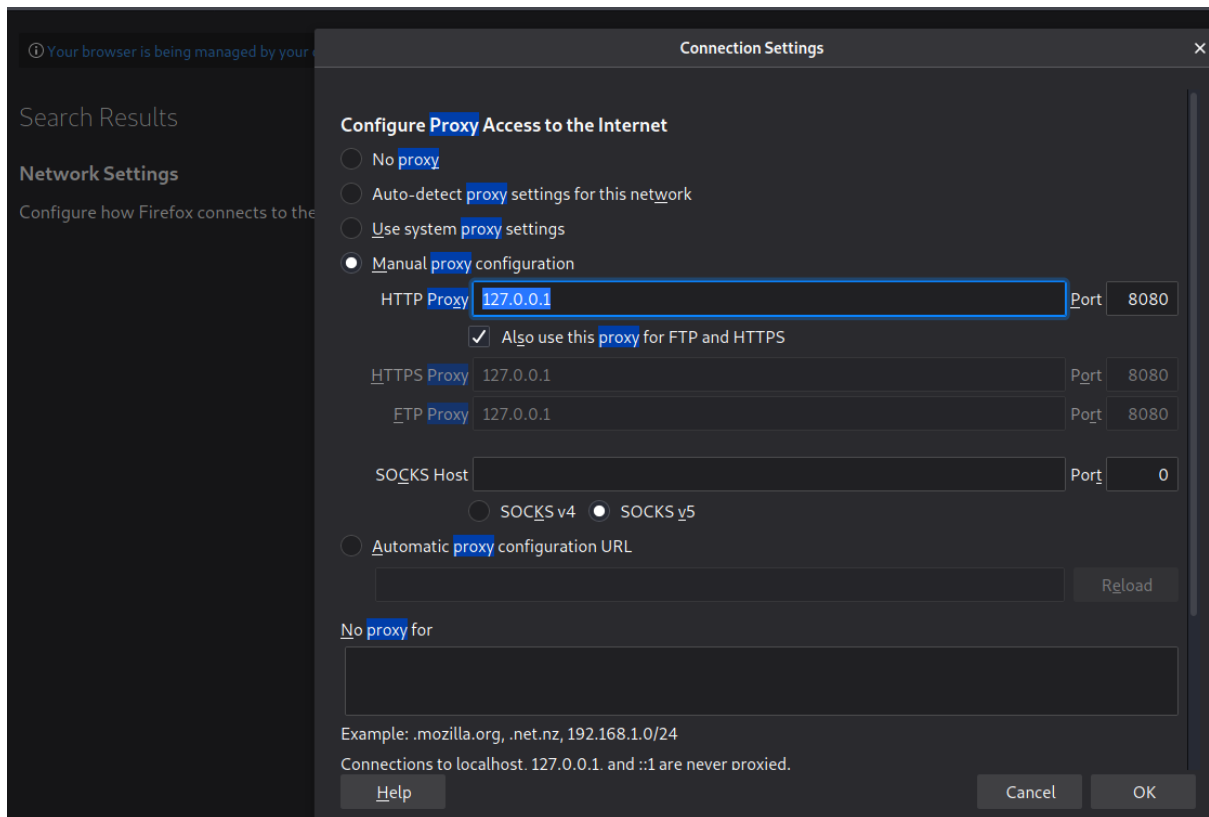 Connection Settings
Your browser is being managed by your
Search Results
Network Settings
Configure how Firefox connects to the
Configure Proxy Access to the Internet
No proxy
Auto-detect proxy settings for this network
Use system proxy settings
Manual proxy configuration
HTTP Proxy 127.0.0.1 Port 8080
Also use this proxy for FTP and HTTPS
HTTPS Proxy 127.0.0.1 Port 8080
FTP Proxy 127.0.0.1 Port 8080
SOCKS Host Port 0
SOCKS v4 SOCKS v5
Automatic proxy configuration URL
Reload
No proxy for
Example: .mozilla.org, .net.nz, 192.168.1.0/24
Connections to localhost, 127.0.0.1, and ::1 are never proxied.
Help Cancel OK